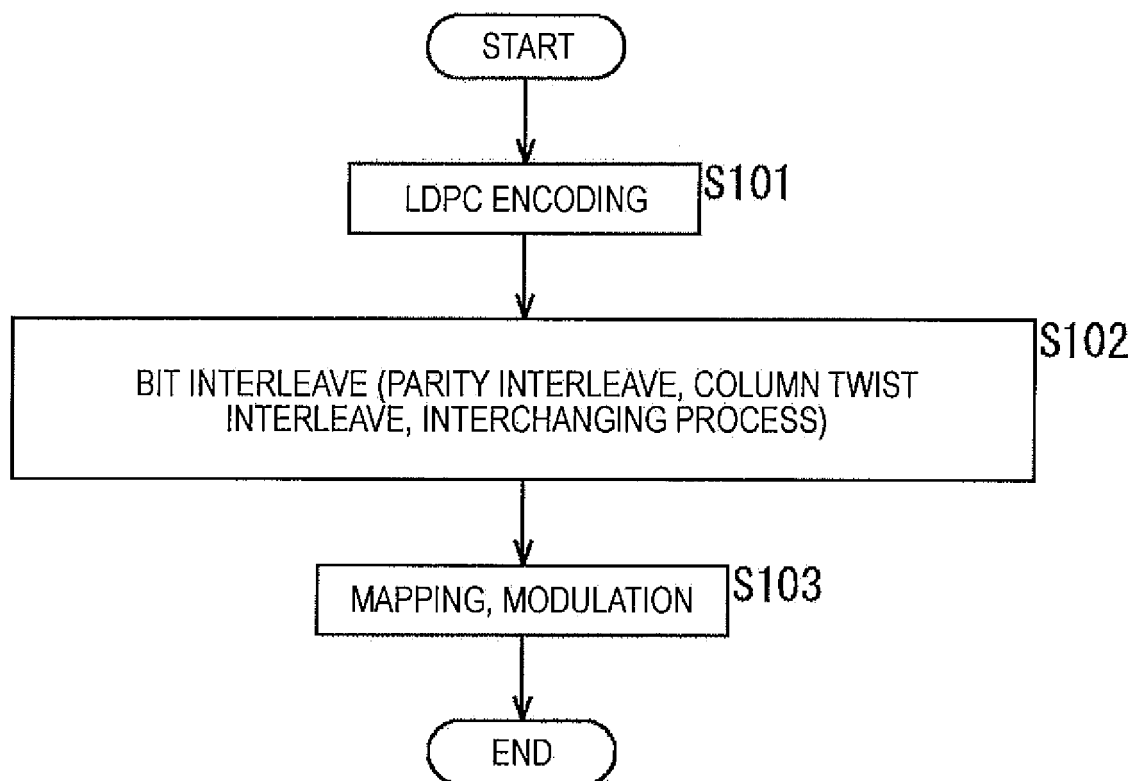 START
LDPC ENCODING
S101
BIT INTERLEAVE (PARITY INTERLEAVE, COLUMN TWIST
INTERLEAVE, INTERCHANGING PROCESS)
S102
MAPPING, MODULATION
S103
END